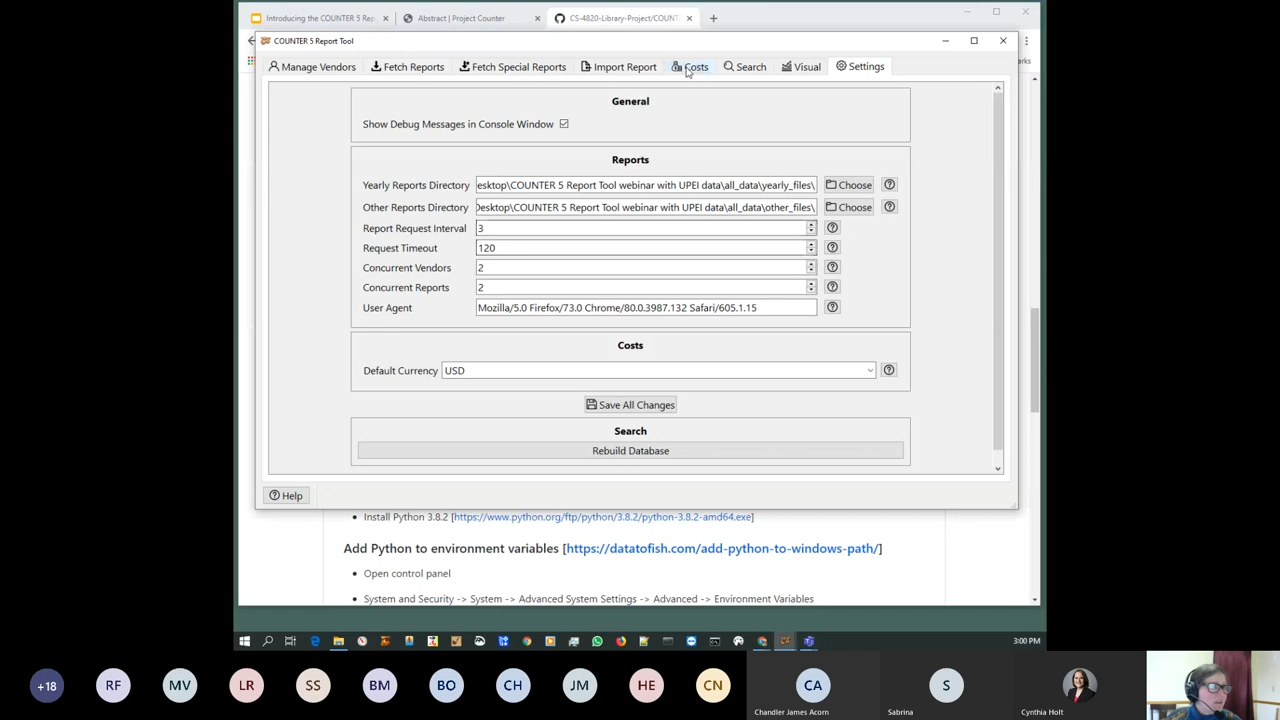 Introducing the COUNTER 5 Rep
Abstract | Project Counter
CS-4820-Library-Project/COUNT
COUNTER 5 Report Tool
arks
Manage Vendors
Fetch Reports
Fetch Special Reports
Import Report
Costs
Search
Visual
Settings
General
Show Debug Messages in Console Window
Reports
Yearly Reports Directory esktop\COUNTER 5 Report Tool webinar with UPEI data\all_data\yearly_files\ Choose
Other Reports Directory Desktop\COUNTER 5 Report Tool webinar with UPEI data\all_data\other_files\ Choose
Report Request Interval 3
Request Timeout 120
Concurrent Vendors 2
Concurrent Reports 2
User Agent Mozilla/5.0 Firefox/73.0 Chrome/80.0.3987.132 Safari/605.1.15
Costs
Default Currency USD
Save All Changes
Search
Rebuild Database
Help
• Install Python 3.8.2 [https://www.python.org/ftp/python/3.8.2/python-3.8.2-amd64.exe]
Add Python to environment variables [https://datatofish.com/add-python-to-windows-path/]
• Open control panel
• System and Security -> System -> Advanced System Settings -> Advanced -> Environment Variables
3:00 PM
+18
RF
MV
LR
SS
BM
BO
CH
JM
HE
CN
CA
S
Chandler James Acorn
Sabrina
Cynthia Holt